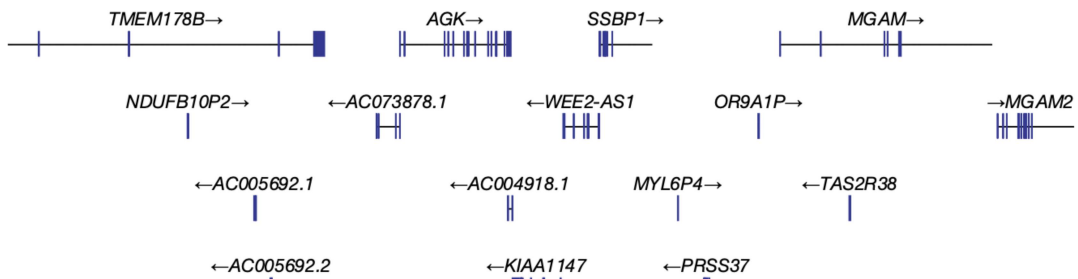 TMEM178B→ AGK→ SSBP1→ MGAM→
NDUFB10P2→ ←AC073878.1 ←WEE2-AS1 OR9A1P→ →MGAM2
←AC005692.1 ←AC004918.1 MYL6P4→ ←TAS2R38
←AC005692.2 ←KIAA1147 ←PRSS37